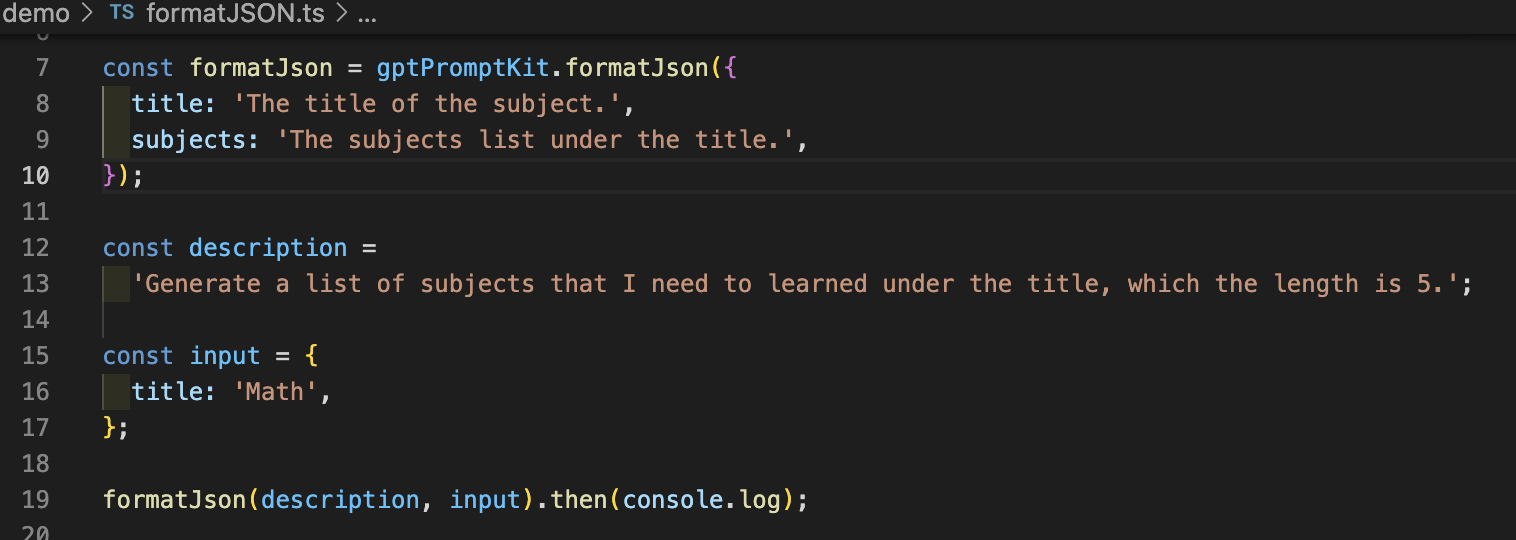 demo > TS formatJSON.ts > ...
6
7 const formatJson = gptPromptKit.formatJson({
8 title: 'The title of the subject.',
9 subjects: 'The subjects list under the title.',
10 });
11
12 const description =
13 'Generate a list of subjects that I need to learned under the title, which the length is 5.';
14
15 const input = {
16 title: 'Math',
17 };
18
19 formatJson(description, input).then(console.log);
20